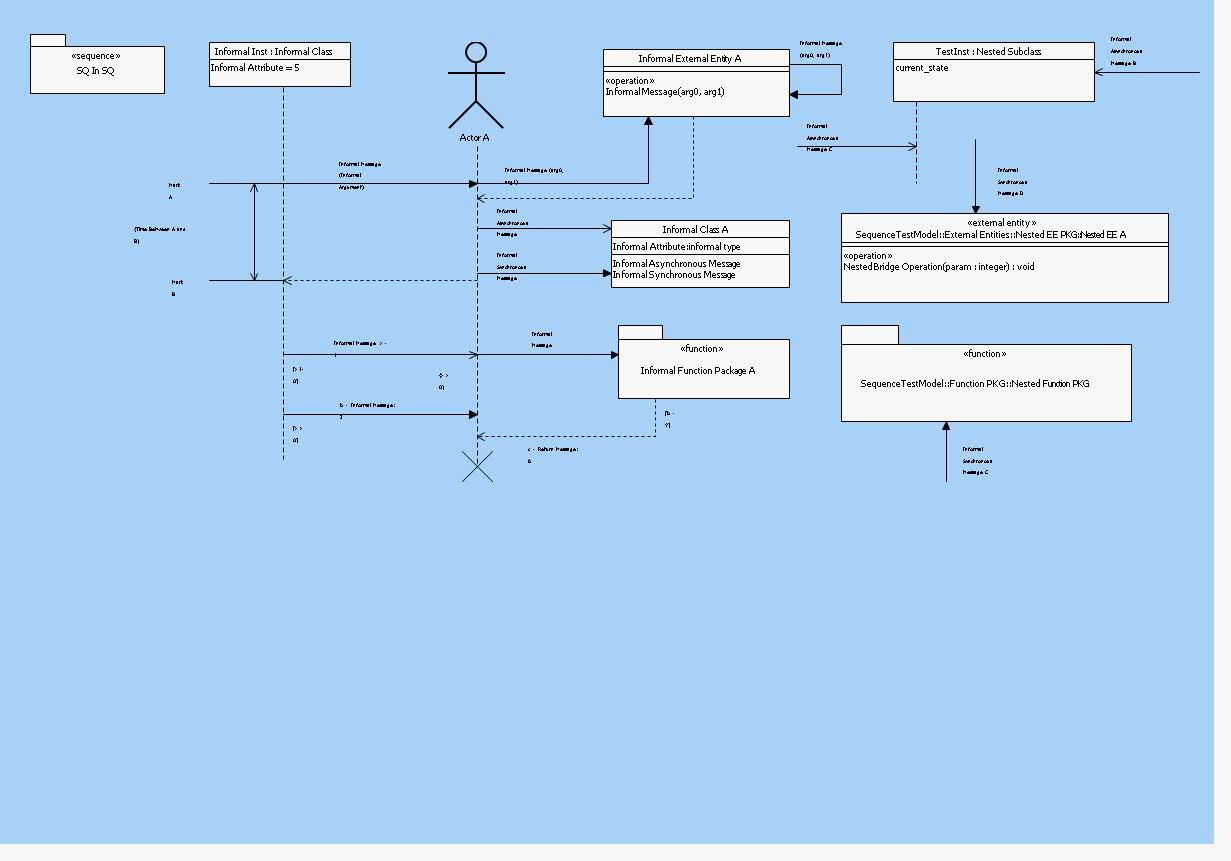 «sequence»
SQ In SQ
Informal Inst : Informal Class
Informal Attribute = 5
Actor A
Informal External Entity A
«operation»
InformalMessage(arg0, arg1)
Informal Message
(arg0, arg1)
TestInst : Nested Subclass
current_state
Informal
Asynchronous
Message B
Informal
Asynchronous
Message C
Informal Message
(Informal
Argument)
Informal Message (arg0,
arg1)
Mark
A
Informal
Synchronous
Message D
Informal
Asynchronous
Message
Informal Class A
Informal Attribute:informal type
Informal Asynchronous Message
Informal Synchronous Message
«external entity»
SequenceTestModel::External Entities::Nested EE PKG::Nested EE A
«operation»
NestedBridge Operation(param : integer) : void
(Time Between A and
B)
Informal
Synchronous
Message
Mark
B
Informal Message
Informal
Message
«function»
Informal Function Package A
«function»
SequenceTestModel::Function PKG::Nested Function PKG
Informal Message:
Return Message:
Informal
Synchronous
Message C